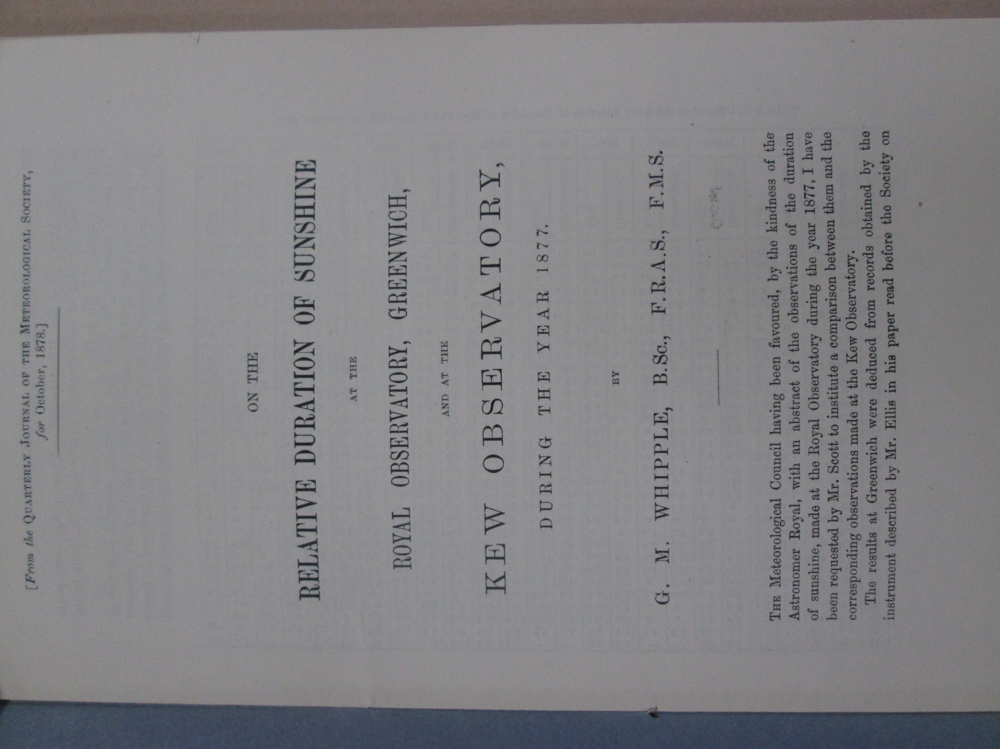 [From the QUARTERLY JOURNAL OF THE METEOROLOGICAL SOCIETY,
for October, 1878.]
ON THE
RELATIVE DURATION OF SUNSHINE
AT THE
ROYAL OBSERVATORY, GREENWICH,
AND AT THE
KEW OBSERVATORY,
DURING THE YEAR 1877.
BY
G. M. WHIPPLE, B.Sc., F.R.A.S., F.M.S.
THE Meteorological Council having been favoured, by the kindness of the
Astronomer Royal, with an abstract of the observations of the duration
of sunshine, made at the Royal Observatory during the year 1877, I have
been requested by Mr. Scott to institute a comparison between them and the
corresponding observations made at the Kew Observatory.
The results at Greenwich were deduced from records obtained by the
instrument described by Mr. Ellis in his paper read before the Society on